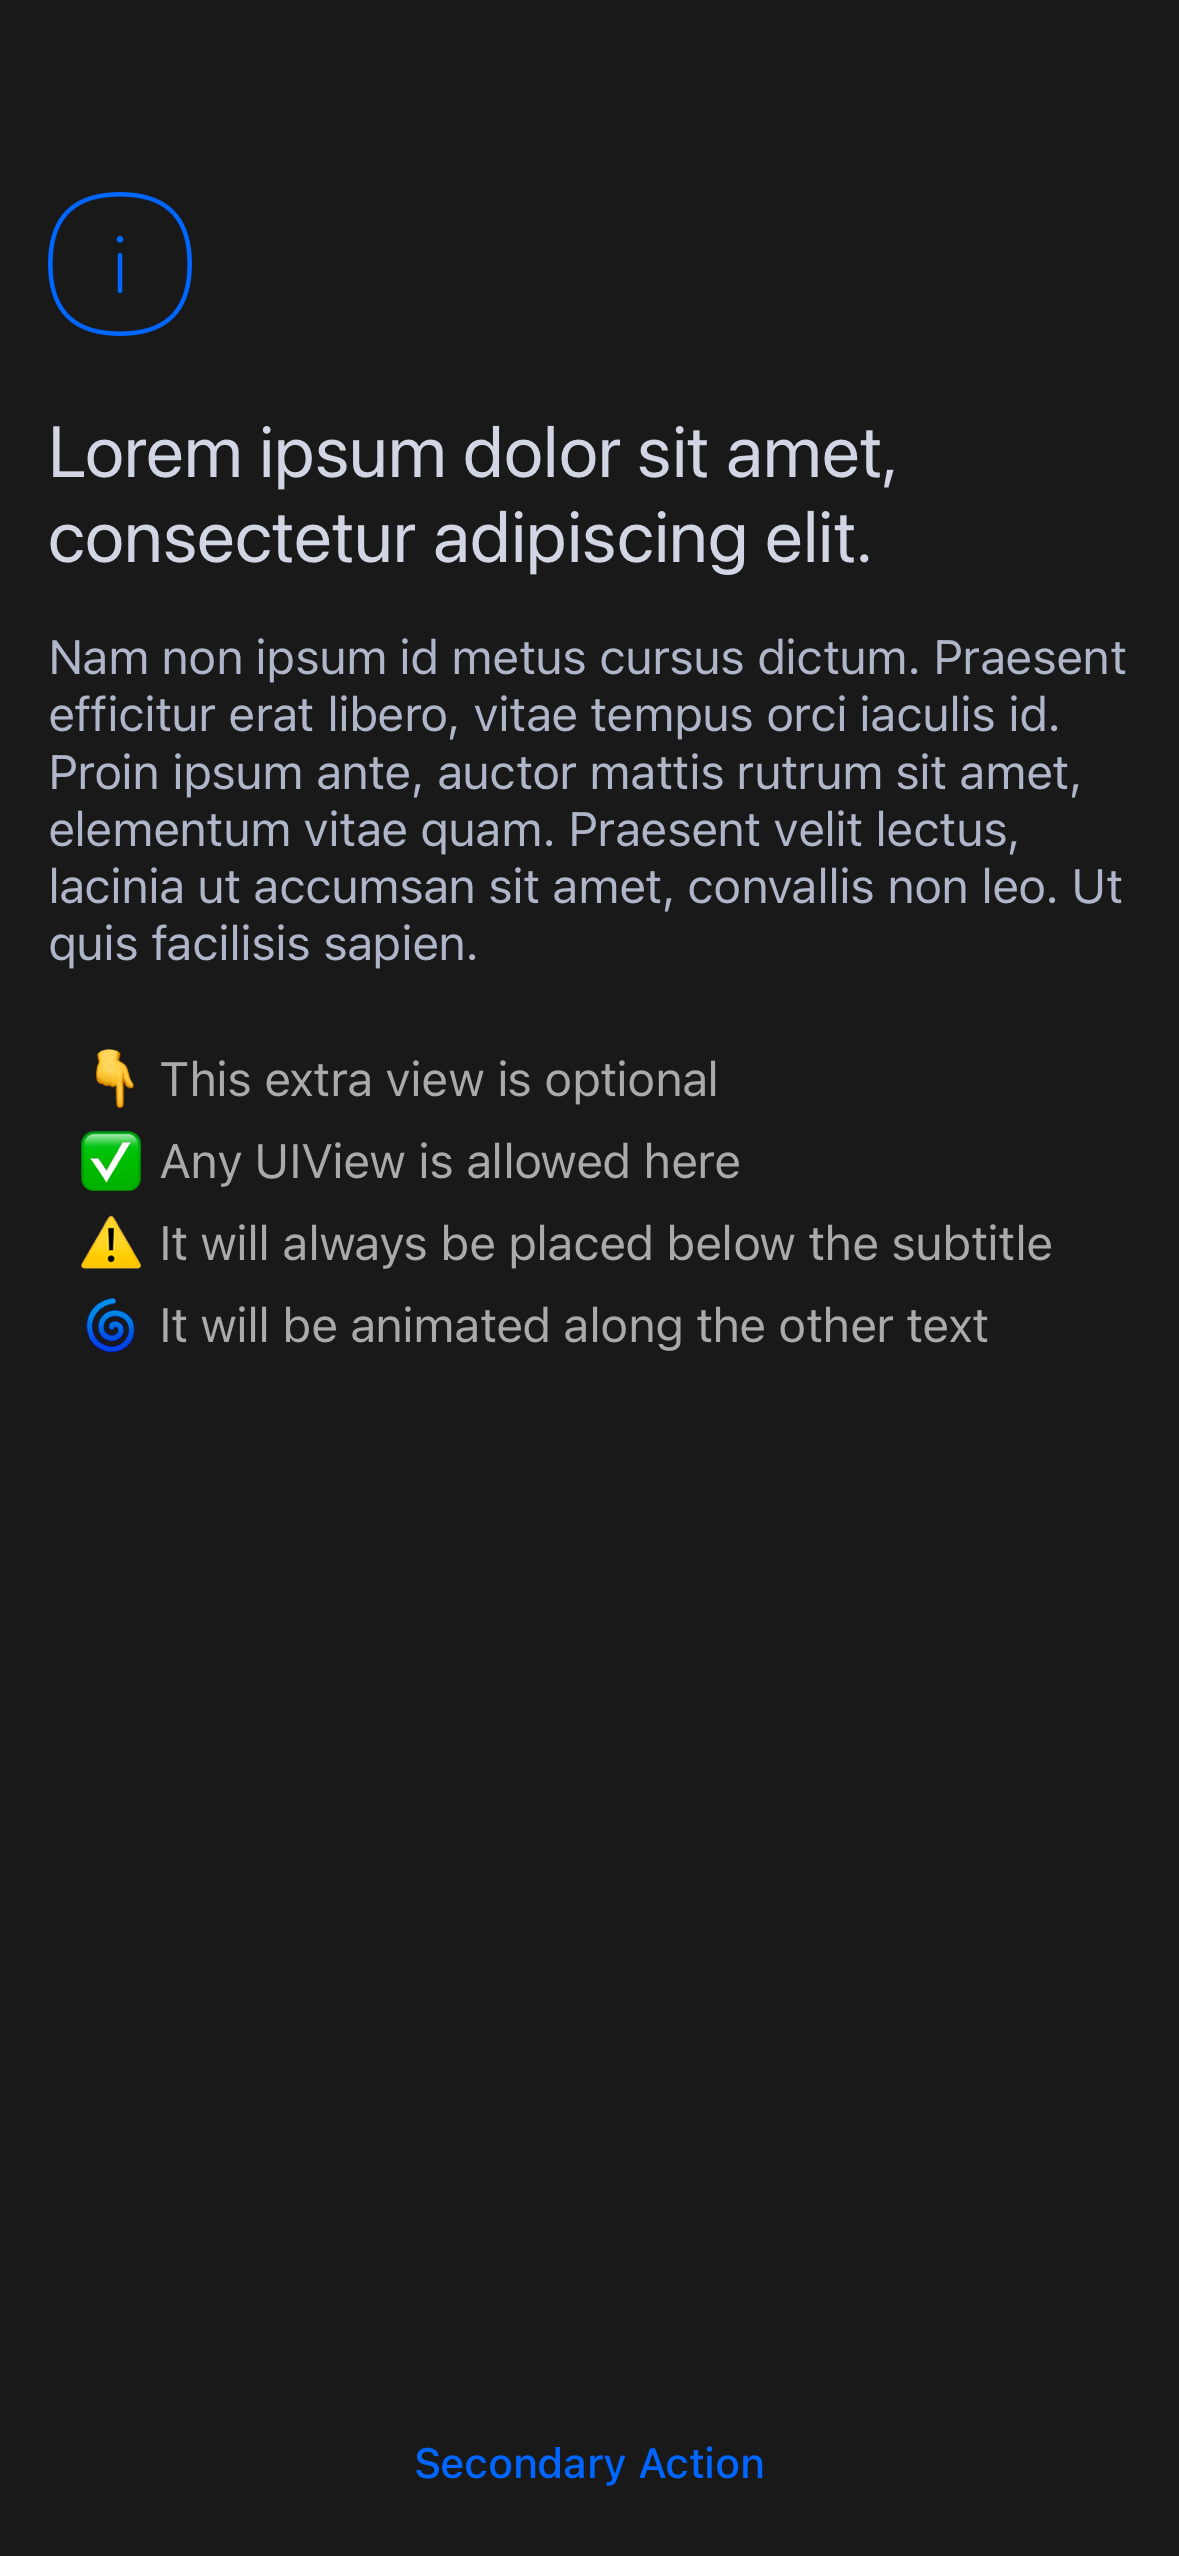 Lorem ipsum dolor sit amet,
consectetur adipiscing elit.
Nam non ipsum id metus cursus dictum. Praesent
efficitur erat libero, vitae tempus orci iaculis id.
Proin ipsum ante, auctor mattis rutrum sit amet,
elementum vitae quam. Praesent velit lectus,
lacinia ut accumsan sit amet, convallis non leo. Ut
quis facilisis sapien.
👇 This extra view is optional
✅ Any UIView is allowed here
⚠️ It will always be placed below the subtitle
🌀 It will be animated along the other text
Secondary Action